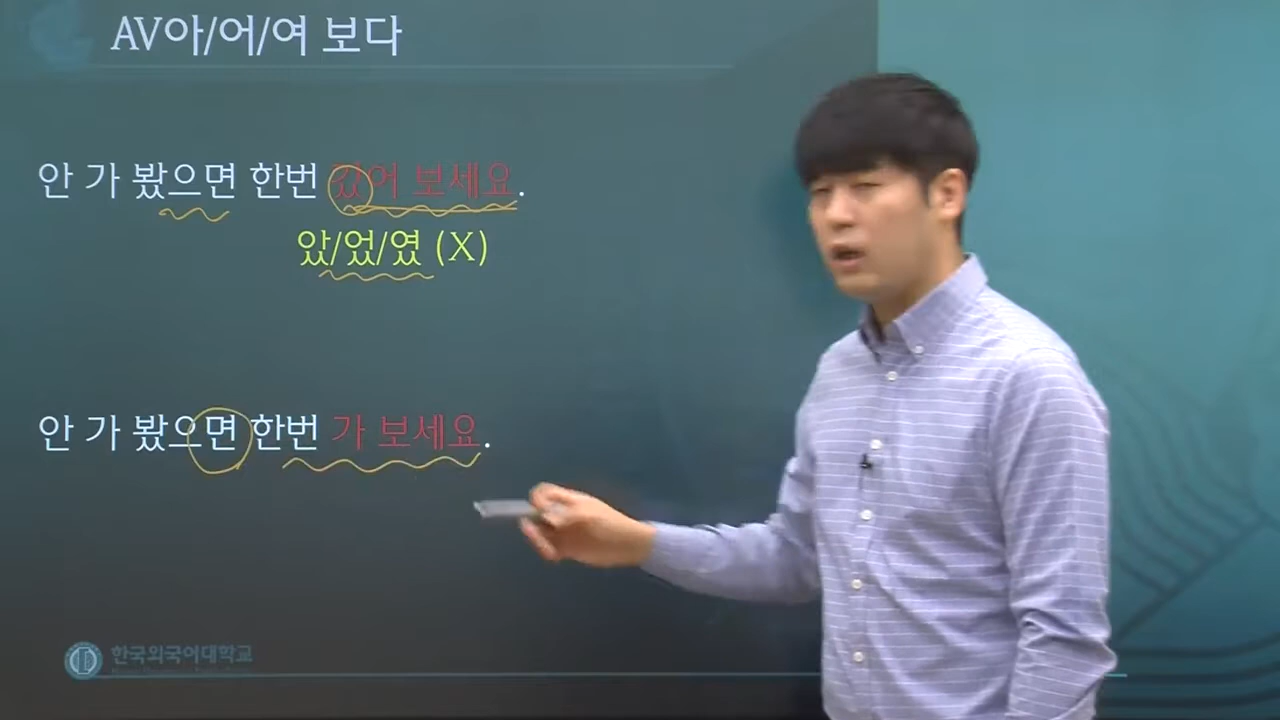 AV아/어/여 보다
안 가 봤으면 한번 갔어 보세요.
았/었/였 (X)
안 가 봤으면 한번 가 보세요.
한국외국어대학교